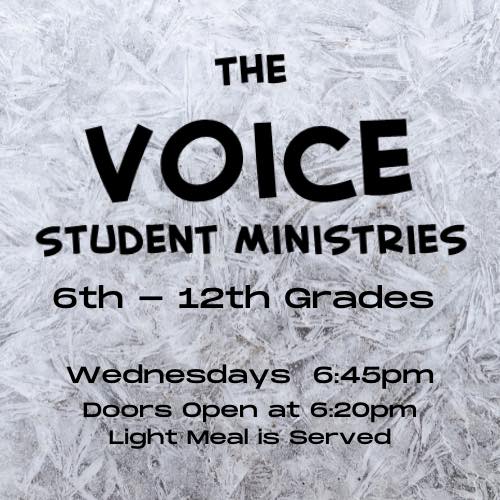 THE
VOICE
STUDENT MINISTRIES
6th - 12th Grades
Wednesdays 6:45pm
Doors Open at 6:20pm
Light Meal is Served